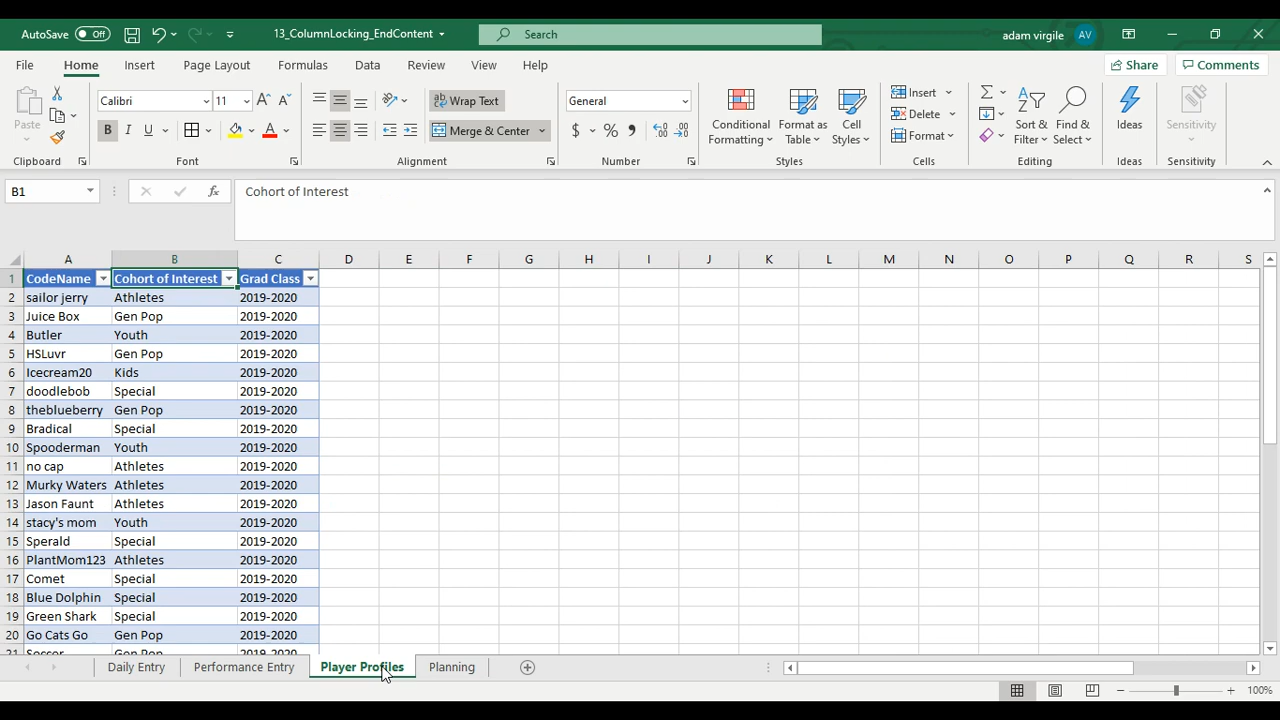 AutoSave Off 13_ColumnLocking_EndContent Search adam virgile AV
File Home Insert Page Layout Formulas Data Review View Help Share Comments
Paste Calibri 11 A A Wrap Text General Conditional Formatting Format as Table Cell Styles Insert Sort & Filter Find & Select Ideas Sensitivity
B I U A Merge & Center $ % , Delete
Format
Clipboard Font Alignment Number Styles Cells Editing Ideas Sensitivity
B1 fx Cohort of Interest
A B C D E F G H I J K L M N O P Q R S
1 CodeName Cohort of Interest Grad Class
2 sailor jerry Athletes 2019-2020
3 Juice Box Gen Pop 2019-2020
4 Butler Youth 2019-2020
5 HSLuvr Gen Pop 2019-2020
6 Icecream20 Kids 2019-2020
7 doodlebob Special 2019-2020
8 theblueberry Gen Pop 2019-2020
9 Bradical Special 2019-2020
10 Spooderman Youth 2019-2020
11 no cap Athletes 2019-2020
12 Murky Waters Athletes 2019-2020
13 Jason Faunt Athletes 2019-2020
14 stacy's mom Youth 2019-2020
15 Sperald Special 2019-2020
16 PlantMom123 Athletes 2019-2020
17 Comet Special 2019-2020
18 Blue Dolphin Special 2019-2020
19 Green Shark Special 2019-2020
20 Go Cats Go Gen Pop 2019-2020
21 Soccer Gen Pop 2019-2020
Daily Entry Performance Entry Player Profiles Planning
100%